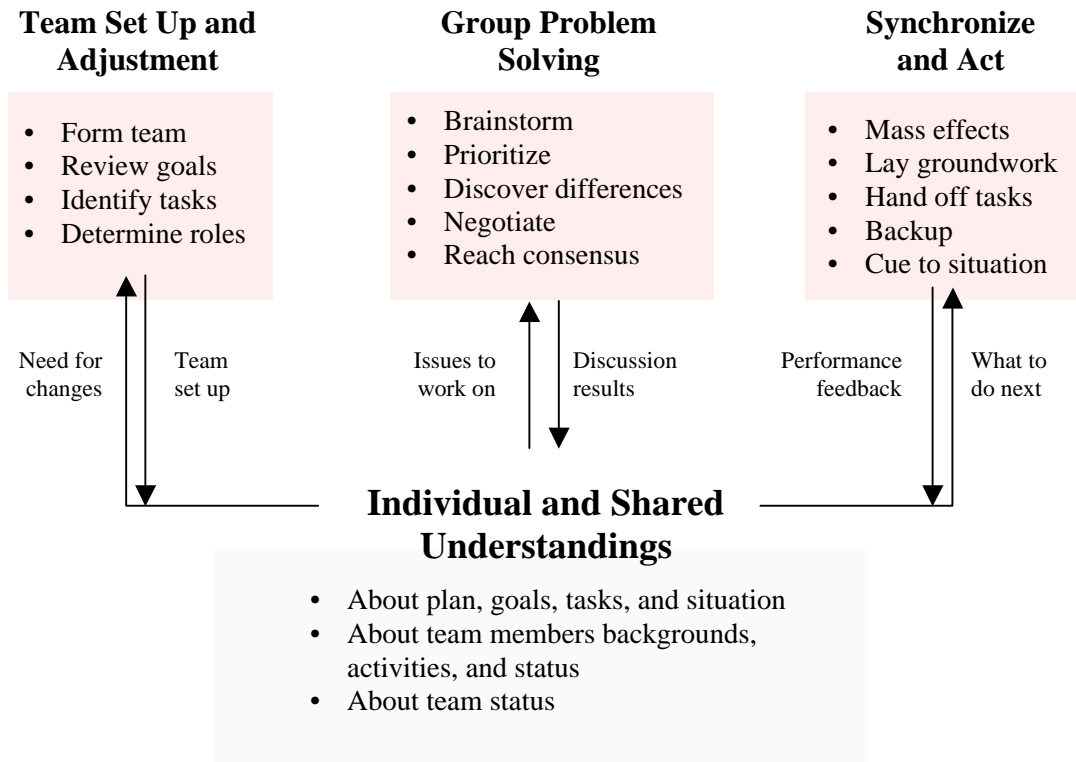 Team Set Up and
Adjustment
• Form team
• Review goals
• Identify tasks
• Determine roles
Group Problem
Solving
• Brainstorm
• Prioritize
• Discover differences
• Negotiate
• Reach consensus
Synchronize
and Act
• Mass effects
• Lay groundwork
• Hand off tasks
• Backup
• Cue to situation
Need for
changes
Team
set up
Issues to
work on
Discussion
results
Performance
feedback
What to
do next
Individual and Shared
Understandings
• About plan, goals, tasks, and situation
• About team members backgrounds,
activities, and status
• About team status